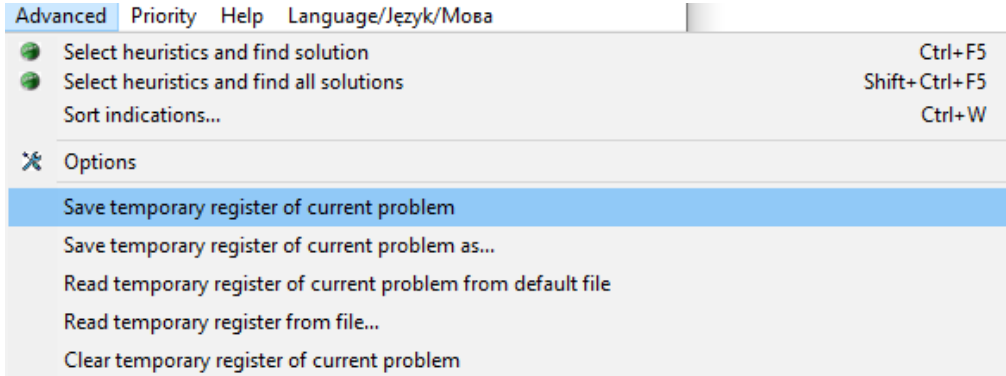 Advanced Priority Help Language/Język/Мова
Select heuristics and find solution Ctrl+F5
Select heuristics and find all solutions Shift+Ctrl+F5
Sort indications... Ctrl+W
Options
Save temporary register of current problem
Save temporary register of current problem as...
Read temporary register of current problem from default file
Read temporary register from file...
Clear temporary register of current problem